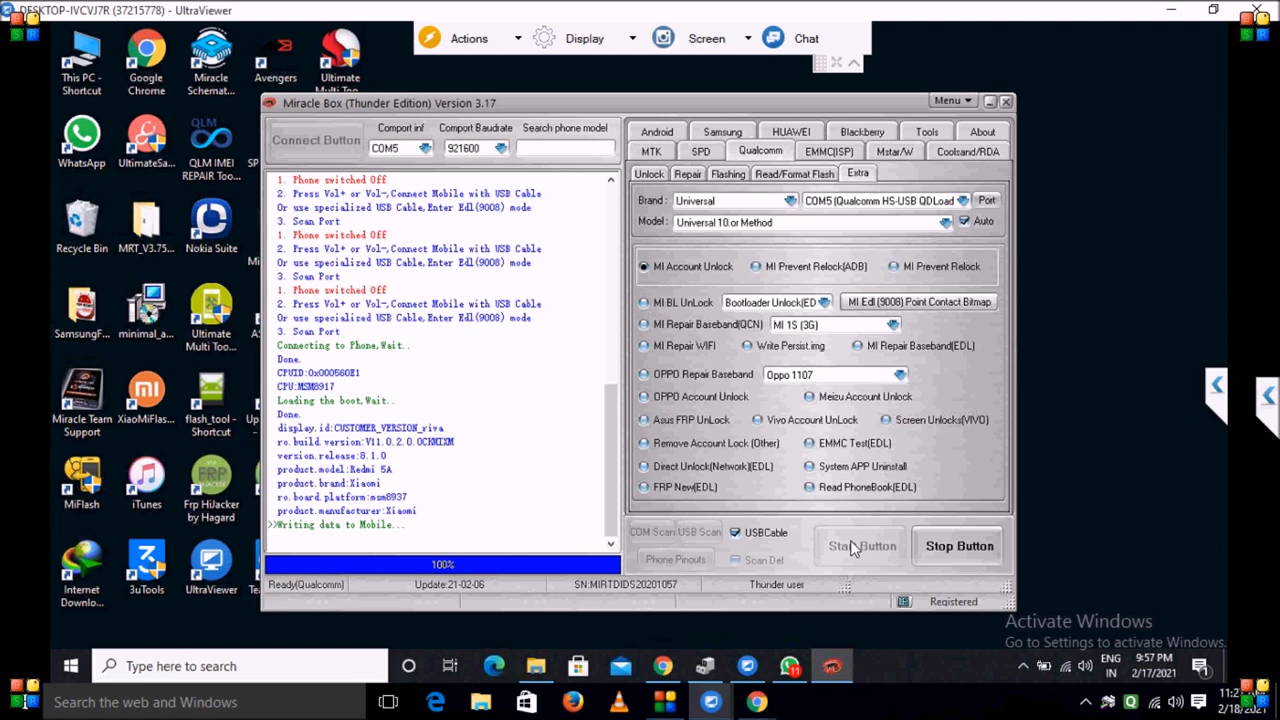 DESKTOP-IVCVJ7R (37215778) - UltraViewer
Actions
Display
Screen
Chat
This PC - Shortcut
Google Chrome
Miracle Schemat...
Avengers
Ultimate Multi Too...
WhatsApp
UltimateSa...
QLM IMEI REPAIR Too...
Recycle Bin
MRT_V3.75...
Nokia Suite
SamsungF...
minimal_a...
Ultimate Multi Tool...
Miracle Team Support
XiaoMiFlas...
flash_tool - Shortcut
MiFlash
iTunes
Frp HiJacker by Hagard
Internet Downlo...
3uTools
UltraViewer
Miracle Box (Thunder Edition) Version 3.17
Menu
Connect Button
Comport inf
Comport Baudrate
Search phone model
COM5
921600
1. Phone switched Off
2. Press Vol+ or Vol-,Connect Mobile with USB Cable
Or use specialized USB Cable,Enter Edl(9008) mode
3. Scan Port
1. Phone switched Off
2. Press Vol+ or Vol-,Connect Mobile with USB Cable
Or use specialized USB Cable,Enter Edl(9008) mode
3. Scan Port
1. Phone switched Off
2. Press Vol+ or Vol-,Connect Mobile with USB Cable
Or use specialized USB Cable,Enter Edl(9008) mode
3. Scan Port
Connecting to Phone,Wait..
Done.
CPUID:0x000560E1
CPU:MSM8917
Loading the boot,Wait..
Done.
display.id:CUSTOMER_VERSION_riva
ro.build.version:V11.0.2.0.OCKMIXM
version.release:8.1.0
product.model:Redmi 5A
product.brand:Xiaomi
ro.board.platform:msm8937
product.manufacturer:Xiaomi
>>Writing data to Mobile...
100%
Android
Samsung
HUAWEI
Blackberry
Tools
About
MTK
SPD
Qualcomm
EMMC(ISP)
Mstar/W
Coolsand/RDA
Unlock
Repair
Flashing
Read/Format Flash
Extra
Brand :
Universal
COM5 (Qualcomm HS-USB QDLoad
Port
Model :
Universal 10.or Method
Auto
MI Account Unlock
MI Prevent Relock(ADB)
MI Prevent Relock
MI BL UnLock
Bootloader Unlock(ED
MI Edl (9008) Point Contact Bitmap
MI Repair Baseband(QCN)
MI 1S (3G)
MI Repair WIFI
Write Persist.img
MI Repair Baseband(EDL)
OPPO Repair Baseband
Oppo 1107
OPPO Account Unlock
Meizu Account Unlock
Asus FRP UnLock
Vivo Account Unlock
Screen Unlocks(VIVO)
Remove Account Lock (Other)
EMMC Test(EDL)
Direct Unlock(Network)(EDL)
System APP Uninstall
FRP New(EDL)
Read PhoneBook(EDL)
COM Scan
USB Scan
USBCable
Phone Pinouts
Scan Def
Button
Stop Button
Ready(Qualcomm)
Update:21-02-06
SN:MIRTDIDS20201057
Thunder user
Registered
Activate Windows
Go to Settings to activate Windows.
Type here to search
ENG
IN
9:57 PM
2/17/2021
Search the web and Windows